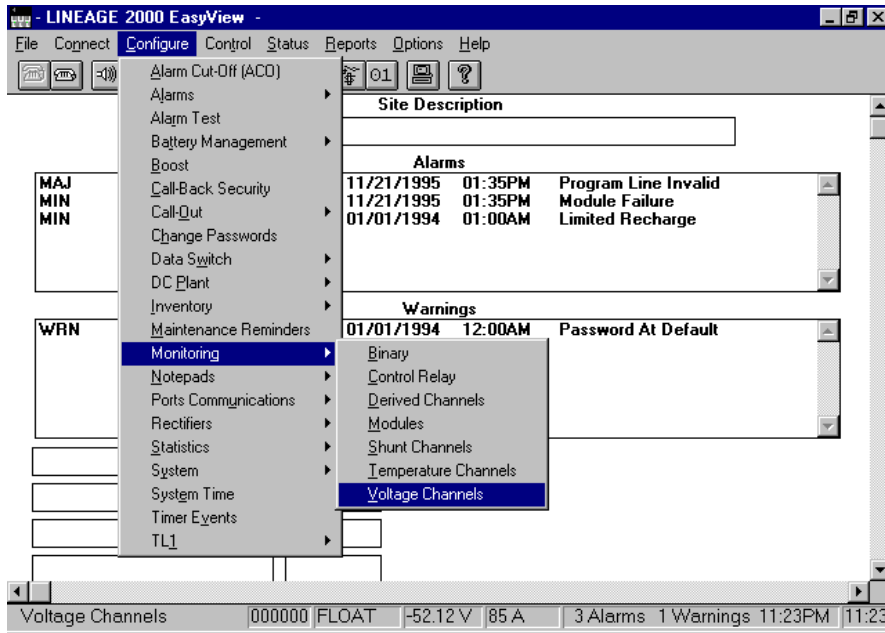 - LINEAGE 2000 EasyView -
File Connect Configure Control Status Reports Options Help
01
Alarm Cut-Off (ACO)
Alarms
Alarm Test
Battery Management
Boost
Call-Back Security
Call-Out
Change Passwords
Data Switch
DC Plant
Inventory
Maintenance Reminders
Monitoring
Notepads
Ports Communications
Rectifiers
Statistics
System
System Time
Timer Events
TL1
Binary
Control Relay
Derived Channels
Modules
Shunt Channels
Temperature Channels
Voltage Channels
Site Description
Alarms
MAJ 11/21/1995 01:35PM Program Line Invalid
MIN 11/21/1995 01:35PM Module Failure
MIN 01/01/1994 01:00AM Limited Recharge
Warnings
WRN 01/01/1994 12:00AM Password At Default
Voltage Channels 000000 FLOAT -52.12 V 85 A 3 Alarms 1 Warnings 11:23PM 11:23